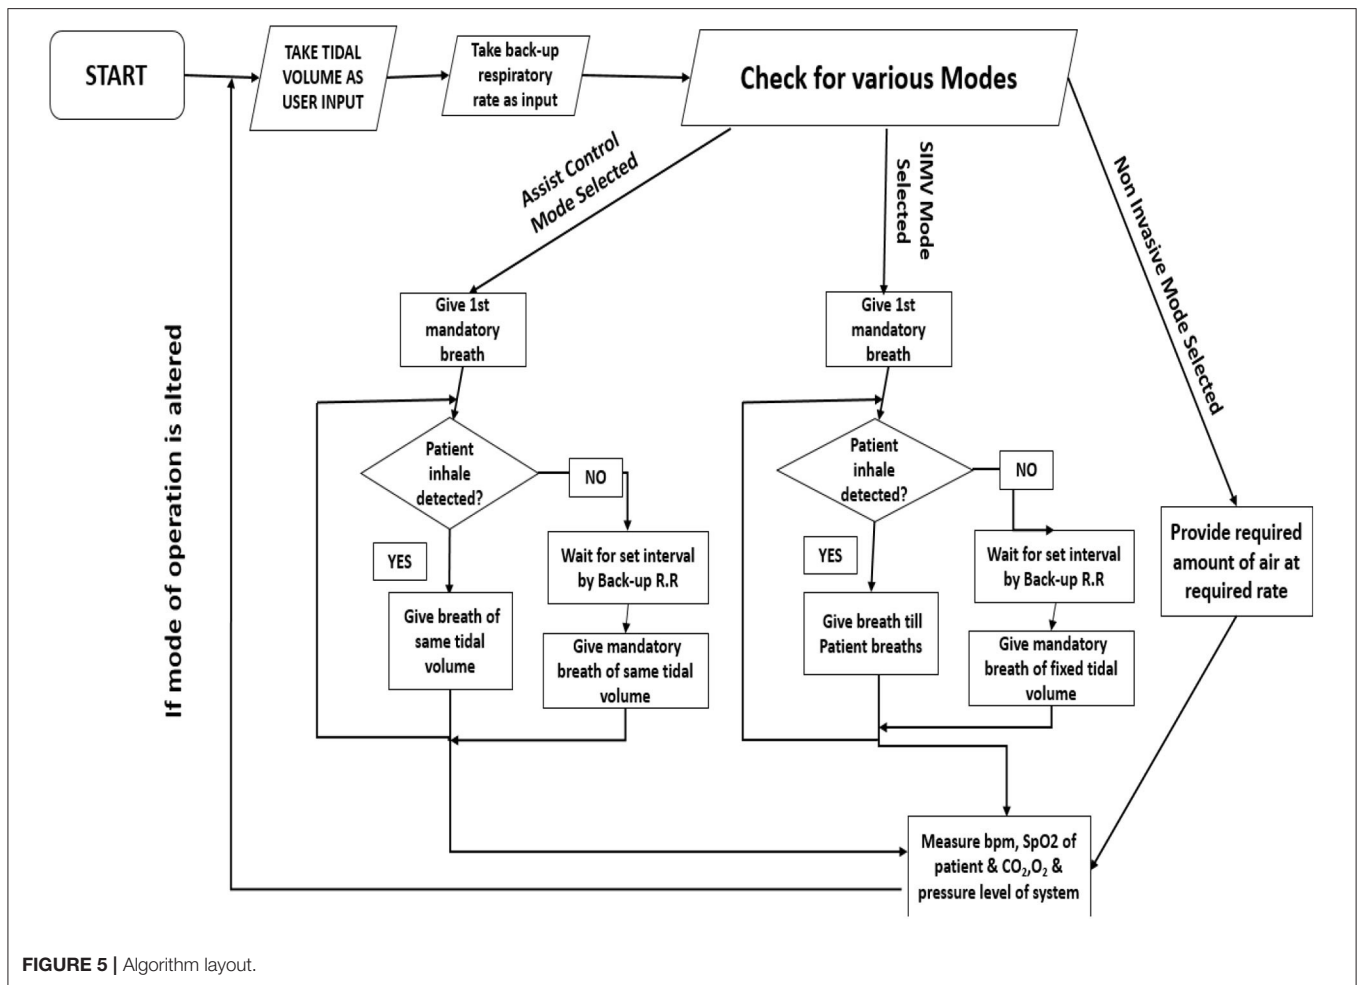 START
TAKE TIDAL
VOLUME AS
USER INPUT
Take back-up
respiratory
rate as input
Check for various Modes
Assist Control
Mode Selected
SIMV Mode
Selected
Non Invasive Mode Selected
If mode of operation is altered
Give 1st
mandatory
breath
Patient
inhale
detected?
NO
YES
Wait for set interval
by Back-up R.R
Give breath of
same tidal
volume
Give mandatory
breath of same tidal
volume
Give 1st
mandatory
breath
Patient
inhale
detected?
NO
YES
Wait for set interval
by Back-up R.R
Give breath till
Patient breaths
Give mandatory
breath of fixed tidal
volume
Provide required
amount of air at
required rate
Measure bpm, SpO2 of
patient & CO₂,O₂ &
pressure level of system
FIGURE 5 | Algorithm layout.